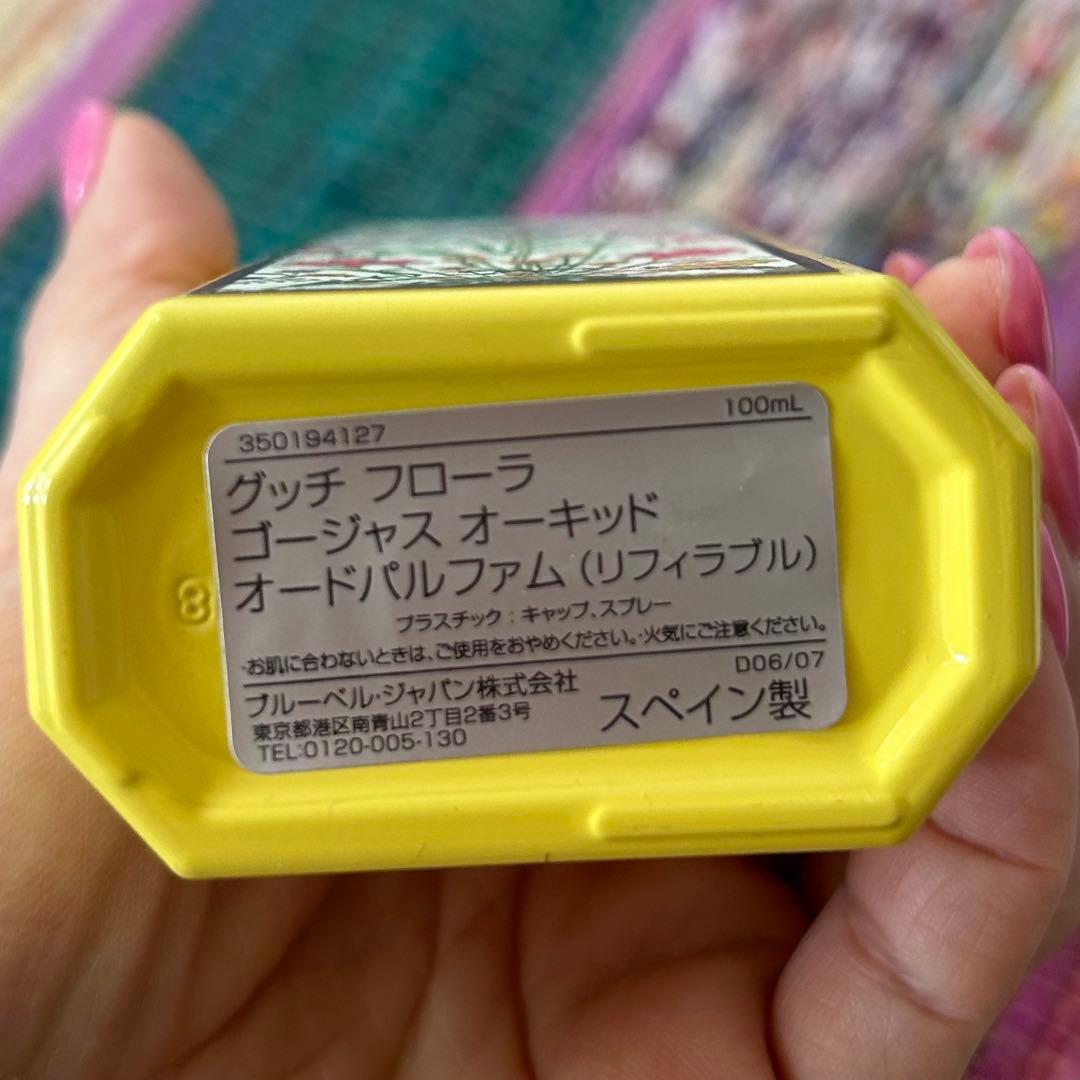 350194127 100mL
グッチ フローラ
ゴージャス オーキッド
オードパルファム（リフィラブル）
プラスチック：キャップ、スプレー
・お肌に合わないときは、ご使用をおやめください。・火気にご注意ください。
D06/07
ブルーベル・ジャパン株式会社
東京都港区南青山2丁目2番3号
TEL:0120-005-130
スペイン製
8